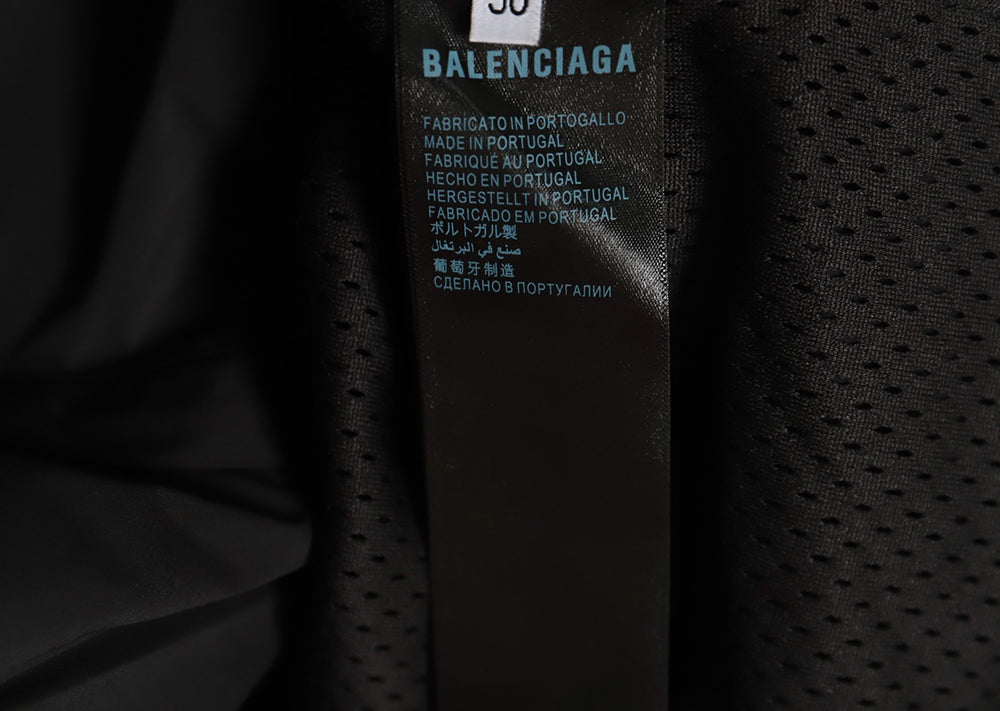 BALENCIAGA
FABRICATO IN PORTOGALLO
MADE IN PORTUGAL
FABRIQUÉ AU PORTUGAL
HECHO EN PORTUGAL
HERGESTELLT IN PORTUGAL
FABRICADO EM PORTUGAL
ポルトガル製
صنع في البرتغال
葡萄牙制造
СДЕЛАНО В ПОРТУГАЛИИ